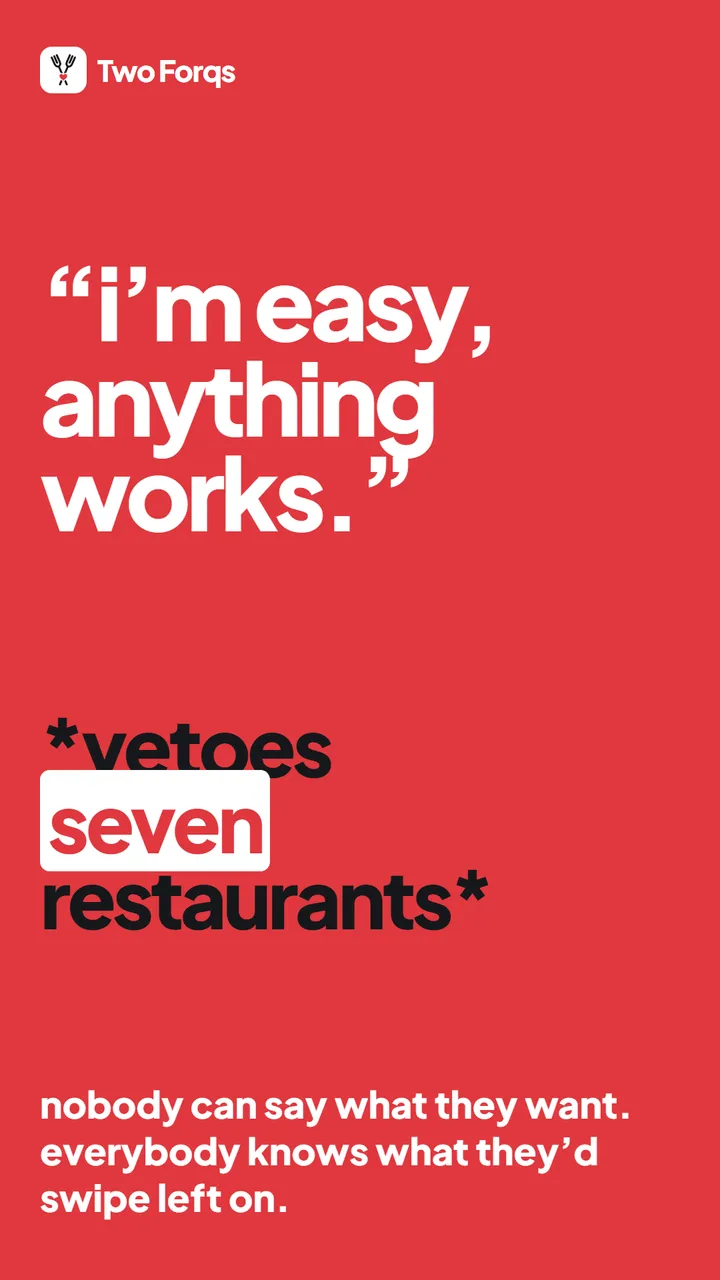 Two Forqs
“i’m easy,
anything
works.”
*vetoes
seven
restaurants*
nobody can say what they want.
everybody knows what they’d
swipe left on.